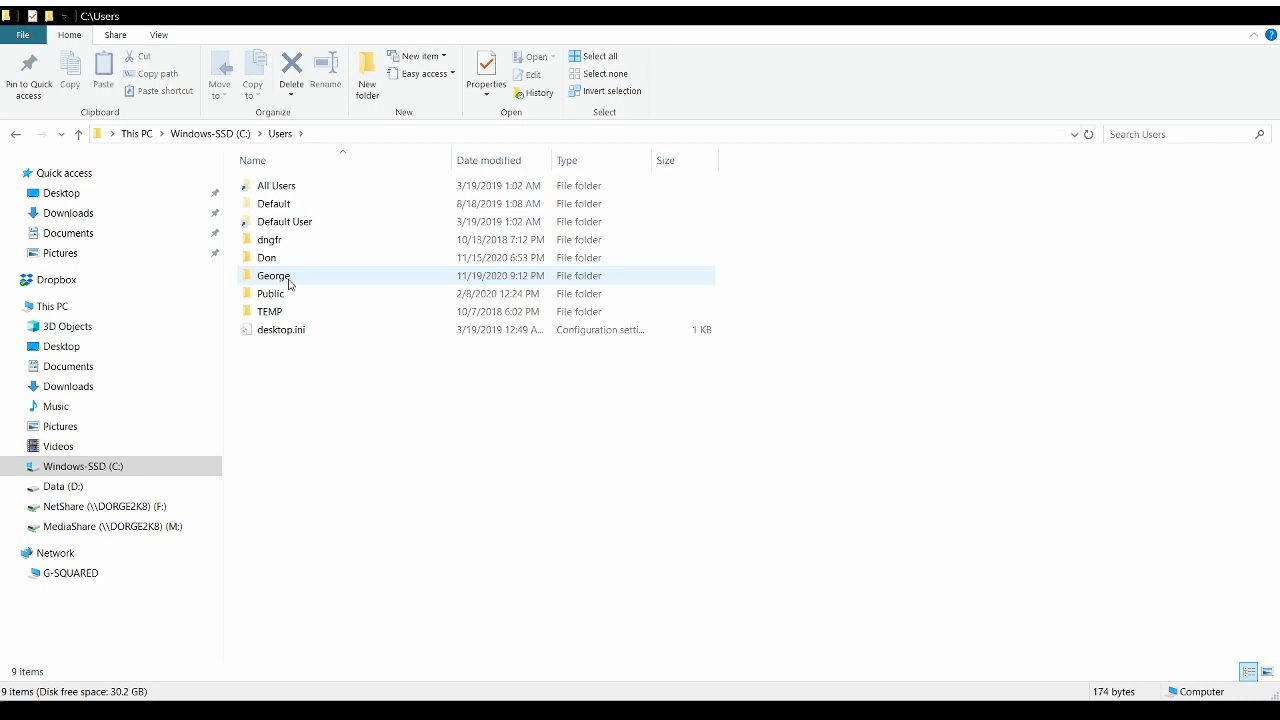 C:\Users
File Home Share View
Pin to Quick access
Copy
Paste
Cut
Copy path
Paste shortcut
Clipboard
Move to
Copy to
Delete
Rename
Organize
New folder
New item
Easy access
New
Properties
Open
Edit
History
Open
Select all
Select none
Invert selection
Select
This PC Windows-SSD (C:) Users
Search Users
Quick access
Desktop
Downloads
Documents
Pictures
Dropbox
This PC
3D Objects
Desktop
Documents
Downloads
Music
Pictures
Videos
Windows-SSD (C:)
Data (D:)
NetShare (\\DORGE2K8) (F:)
MediaShare (\\DORGE2K8) (M:)
Network
G-SQUARED
Name Date modified Type Size
All Users 3/19/2019 1:02 AM File folder
Default 8/18/2019 1:08 AM File folder
Default User 3/19/2019 1:02 AM File folder
dngfr 10/13/2018 7:12 PM File folder
Don 11/15/2020 6:53 PM File folder
George 11/19/2020 9:12 PM File folder
Public 2/8/2020 12:24 PM File folder
TEMP 10/7/2018 6:02 PM File folder
desktop.ini 3/19/2019 12:49 A... Configuration setti... 1 KB
9 items
9 items (Disk free space: 30.2 GB) 174 bytes Computer